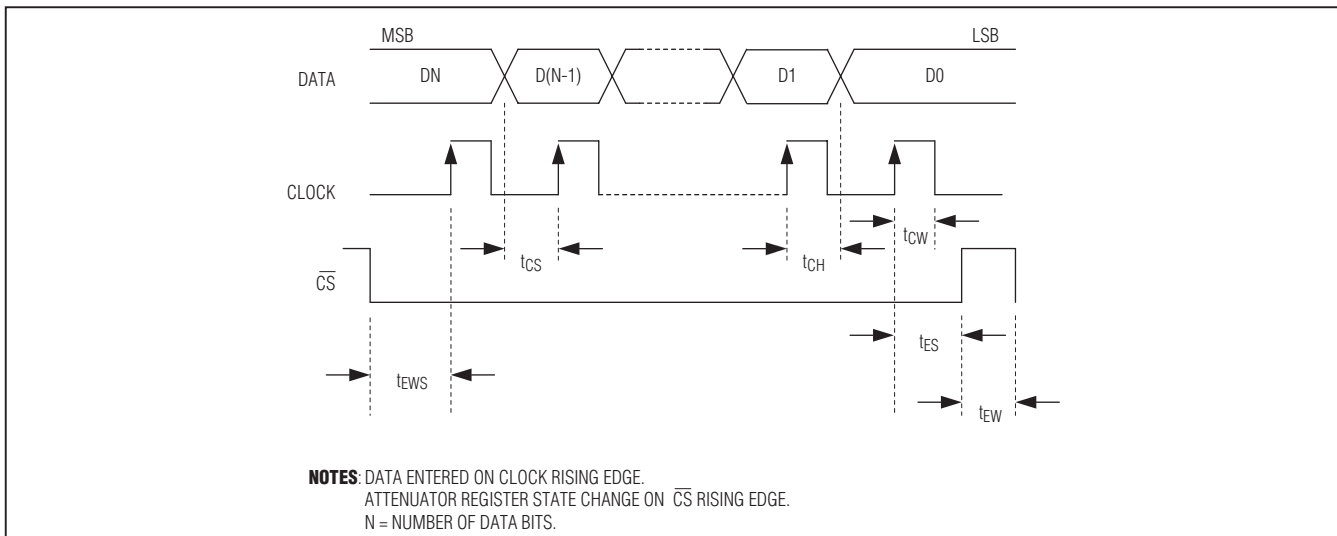 MSB LSB
DATA DN D(N-1) D1 D0
CLOCK
tCW
tCS tCH
CS
tES
tEWS
tEW
NOTES: DATA ENTERED ON CLOCK RISING EDGE.
ATTENUATOR REGISTER STATE CHANGE ON CS RISING EDGE.
N = NUMBER OF DATA BITS.